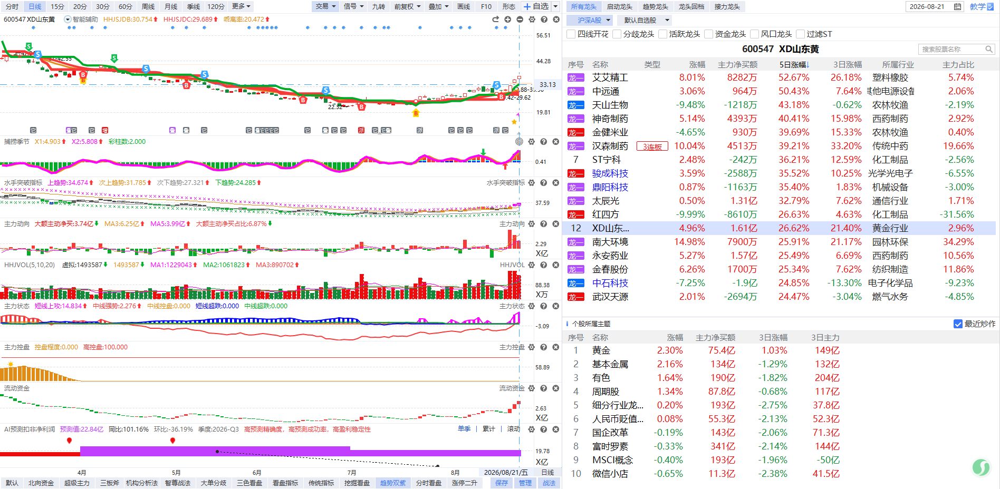 分时 日线 15分 20分 30分 60分 周线 月线 季线 120分 更多 交易 信号 九转 前复权 叠加 画线 F10 形态 自选
600547 XD山东黄 智能辅助 HHJSJDB:30.754 HHJSJDC:29.689 乖离率:20.472
56.51
44.28
33.13
22.32
29.62
19.81
捕捞季节 X1:4.903 X2:5.808 彩柱数:2.000
0.41
水手突破指标 上趋势:34.674 次上趋势:31.785 次下趋势:27.321 下趋势:24.285 水手突破指标
37.59
主力动向 大额主动净买:3.74亿 MA3:6.25亿 MA5:3.99亿 大额主动净买占比:6.87% 主力动向
2.29
X亿
HHJVOL(5,10,20) 虚拟:1493587 1493587 MA1:1229043 MA2:1061823 MA3:890702 HHJVOL
88.38
X万
主力状态 短线上攻:14.834 中线强势:2.276 中线控盘:0.000 短线超跌:0.000 中线超跌:0.000 主力状态
-3.09
主力控盘 控盘程度:0.000 高控盘:100.000 主力控盘
58.89
流动资金 流动资金
2.63
X亿
AI预测扣非净利润 预测值:22.84亿 同比:101.16% 环比:-36.19% 季度:2026-Q3 高预测精确度，高预测成功率，高盈利稳定性 单季 累计 滚动
19.78
X亿
4月 5月 6月 7月 8月 2026/08/21/五 日线
默认 北向资金 超级主力 三板斧 机构分析法 智尊战法 大单分歧 三色看盘 看盘指标 传统指标 挖掘看盘 趋势双紫 分时看盘 涨停二升 保存 管理 战法
所有龙头 启动龙头 趋势龙头 龙头回档 接力龙头 2026-08-21 教学
沪深A股 默认自选股
四线开花 分歧龙头 活跃龙头 资金龙头 风口龙头 过滤ST
600547 XD山东黄 搜索股票名称
序号 名称 类型 涨幅 主力净买额 5日涨幅↓ 3日涨幅 所属行业 主力占比
龙一 艾艾精工 8.01% 8282万 52.67% 26.18% 塑料橡胶 5.74%
龙一 中远通 3.06% 964万 50.43% 7.64% 其他电源设备 2.06%
龙一 天山生物 -9.48% -1218万 43.18% -0.62% 农林牧渔 -2.19%
龙一 神奇制药 5.14% 4393万 40.41% 15.98% 西药制药 2.92%
龙一 金健米业 -4.65% 930万 39.69% 15.33% 农林牧渔 0.40%
龙一 汉森制药 3连板 10.04% 4513万 39.21% 33.20% 传统中药 19.66%
7 ST宁科 2.48% -242万 36.21% 12.59% 化工制品 -2.56%
龙一 骏成科技 3.59% -2588万 35.52% 10.25% 光学光电子 -6.55%
龙一 鼎阳科技 0.87% -1163万 35.40% 1.83% 机械设备 -3.00%
龙一 太辰光 0.50% 1.31亿 32.79% 7.62% 通信行业 1.71%
龙一 红四方 -9.99% -8610万 26.63% 4.63% 化工制品 -31.56%
12 XD山东... 4.96% 1.61亿 26.62% 21.40% 黄金行业 2.96%
龙一 南大环境 14.98% 7900万 25.91% 21.17% 园林环保 34.29%
龙一 永安药业 5.27% 1.57亿 25.49% 6.69% 西药制药 10.56%
龙二 金春股份 6.26% 1700万 25.34% 7.62% 纺织制造 11.86%
龙一 中石科技 -7.25% -1.9亿 24.85% -13.30% 电子化学品 -9.23%
龙一 武汉天源 2.01% -2694万 24.47% -3.04% 燃气水务 -4.85%
个股所属主题 最近炒作
序号 名称 涨幅 主力净买额 3日涨幅 3日主力
1 黄金 2.30% 75.4亿 1.03% 149亿
2 基本金属 2.16% 134亿 -1.29% 132亿
3 有色 1.64% 190亿 -1.82% 204亿
4 周期股 1.34% 87.8亿 -0.68% 117亿
5 细分行业龙... 0.20% 193亿 -2.75% 37.8亿
6 人民币贬值... 0.08% 55.3亿 -2.13% 52.3亿
7 国企改革 -0.19% 143亿 -2.06% 71.3亿
8 富时罗素 -0.33% 341亿 -2.14% 144亿
9 MSCI概念 -0.40% 193亿 -1.96% -50亿
10 微信小店 -0.65% 11.3亿 -2.38% 41.5亿